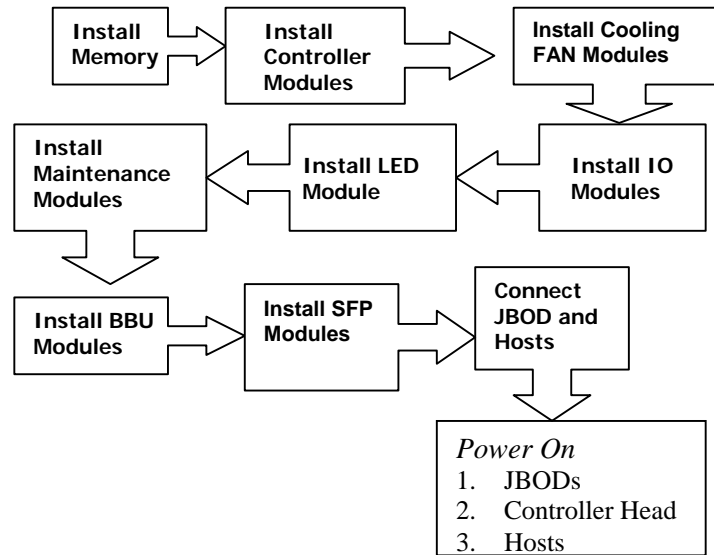 Install
Memory
Install
Controller
Modules
Install Cooling
FAN Modules
Install IO
Modules
Install LED
Module
Install
Maintenance
Modules
Install BBU
Modules
Install SFP
Modules
Connect
JBOD and
Hosts
Power On
1. JBODs
2. Controller Head
3. Hosts